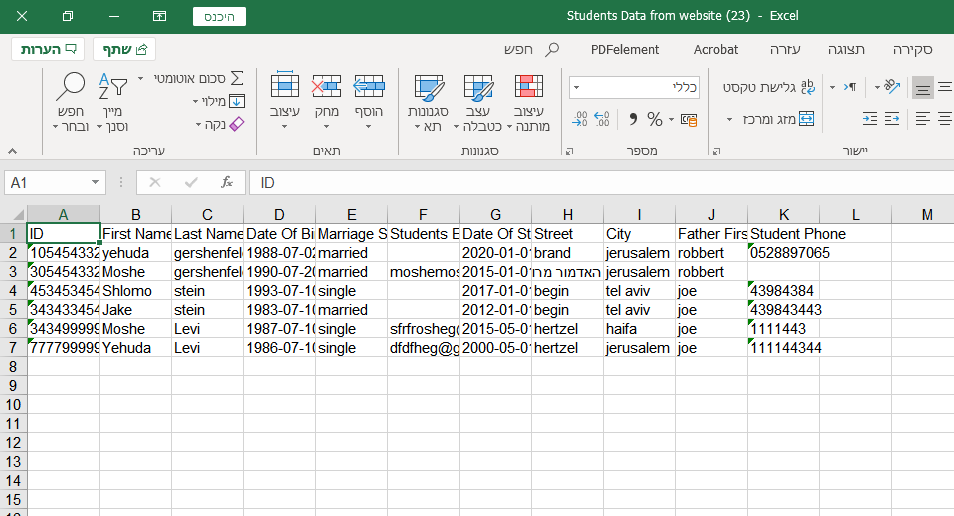 היכנס Students Data from website (23) - Excel
הערות שתף חפש PDFelement Acrobat עזרה תצוגה סקירה
סכום אוטומטי מילוי נקה מיין וסנן חפש ובחר עיצוב מחק הוסף סגנונות תא עצב כטבלה עיצוב מותנה כללי % .00 .0 גלישת טקסט מזג ומרכז
עריכה תאים סגנונות מספר יישור
A1 fx ID
A B C D E F G H I J K L M
1 ID First Name Last Name Date Of Bi Marriage S Students E Date Of St Street City Father Firs Student Phone
2 105454332 yehuda gershenfel 1988-07-02 married 2020-01-01 brand jerusalem robbert 0528897065
3 305454332 Moshe gershenfel 1990-07-20 married moshemos 2015-01-01 האדמור מרו jerusalem robbert
4 453453454 Shlomo stein 1993-07-10 single 2017-01-01 begin tel aviv joe 43984384
5 343433454 Jake stein 1983-07-10 married 2012-01-01 begin tel aviv joe 439843443
6 343499999 Moshe Levi 1987-07-10 single sfrfrosheg@ 2015-05-01 hertzel haifa joe 1111443
7 777799999 Yehuda Levi 1986-07-10 single dfdfheg@g 2000-05-01 hertzel jerusalem joe 111144344
8
9
10
11
12
13
14
15